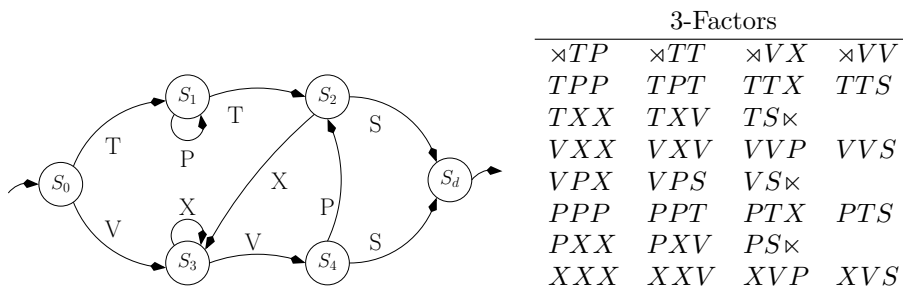 3-Factors
⋊TP ⋊TT ⋊VX ⋊VV
TPP TPT TTX TTS
TXX TXV TS⋉
VXX VXV VVP VVS
VPX VPS VS⋉
PPP PPT PTX PTS
PXX PXV PS⋉
XXX XXV XVP XVS
S₁ S₂
T S
T P
X
S₀ S_d
X P
V V S
S₃ S₄